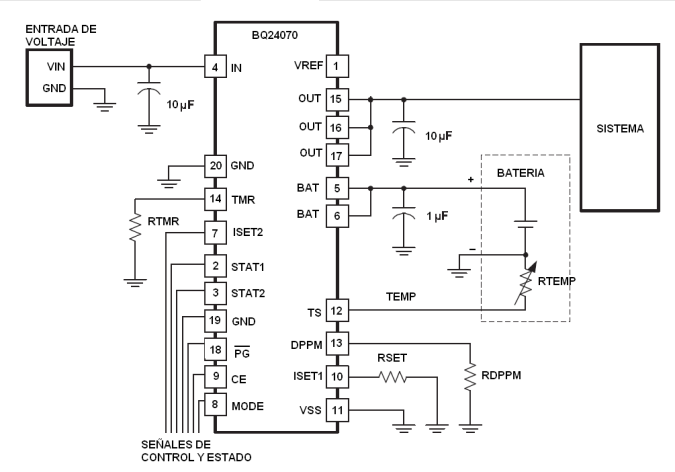 ENTRADA DE
VOLTAJE
BQ24070
VIN
GND
10 µF
4 IN
20 GND
14 TMR
RTMR
7 ISET2
2 STAT1
3 STAT2
19 GND
18 PG
9 CE
8 MODE
SEÑALES DE
CONTROL Y ESTADO
VREF 1
OUT 15
OUT 16
OUT 17
BAT 5
BAT 6
TS 12
DPPM 13
ISET1 10
VSS 11
10 µF
1 µF
SISTEMA
BATERIA
+
−
RTEMP
TEMP
RSET
RDPPM